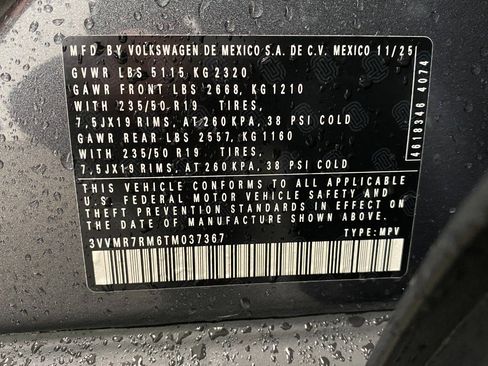 MFD BY VOLKSWAGEN DE MEXICO S.A. DE C.V. MEXICO 11/25
GVWR LBS 5115 KG 2320
GAWR FRONT LBS 2668, KG 1210
WITH 235/50 R19 TIRES,
7,5JX19 RIMS, AT 260 KPA, 38 PSI COLD
GAWR REAR LBS 2557, KG 1160
WITH 235/50 R19 TIRES,
7,5JX19 RIMS, AT 260 KPA, 38 PSI COLD
THIS VEHICLE CONFORMS TO ALL APPLICABLE
U.S. FEDERAL MOTOR VEHICLE SAFETY AND
THEFT PREVENTION STANDARDS IN EFFECT ON
THE DATE OF MANUFACTURE SHOWN ABOVE.
3VVMR7RM6TM037367 TYPE: MPV
4618346 4074